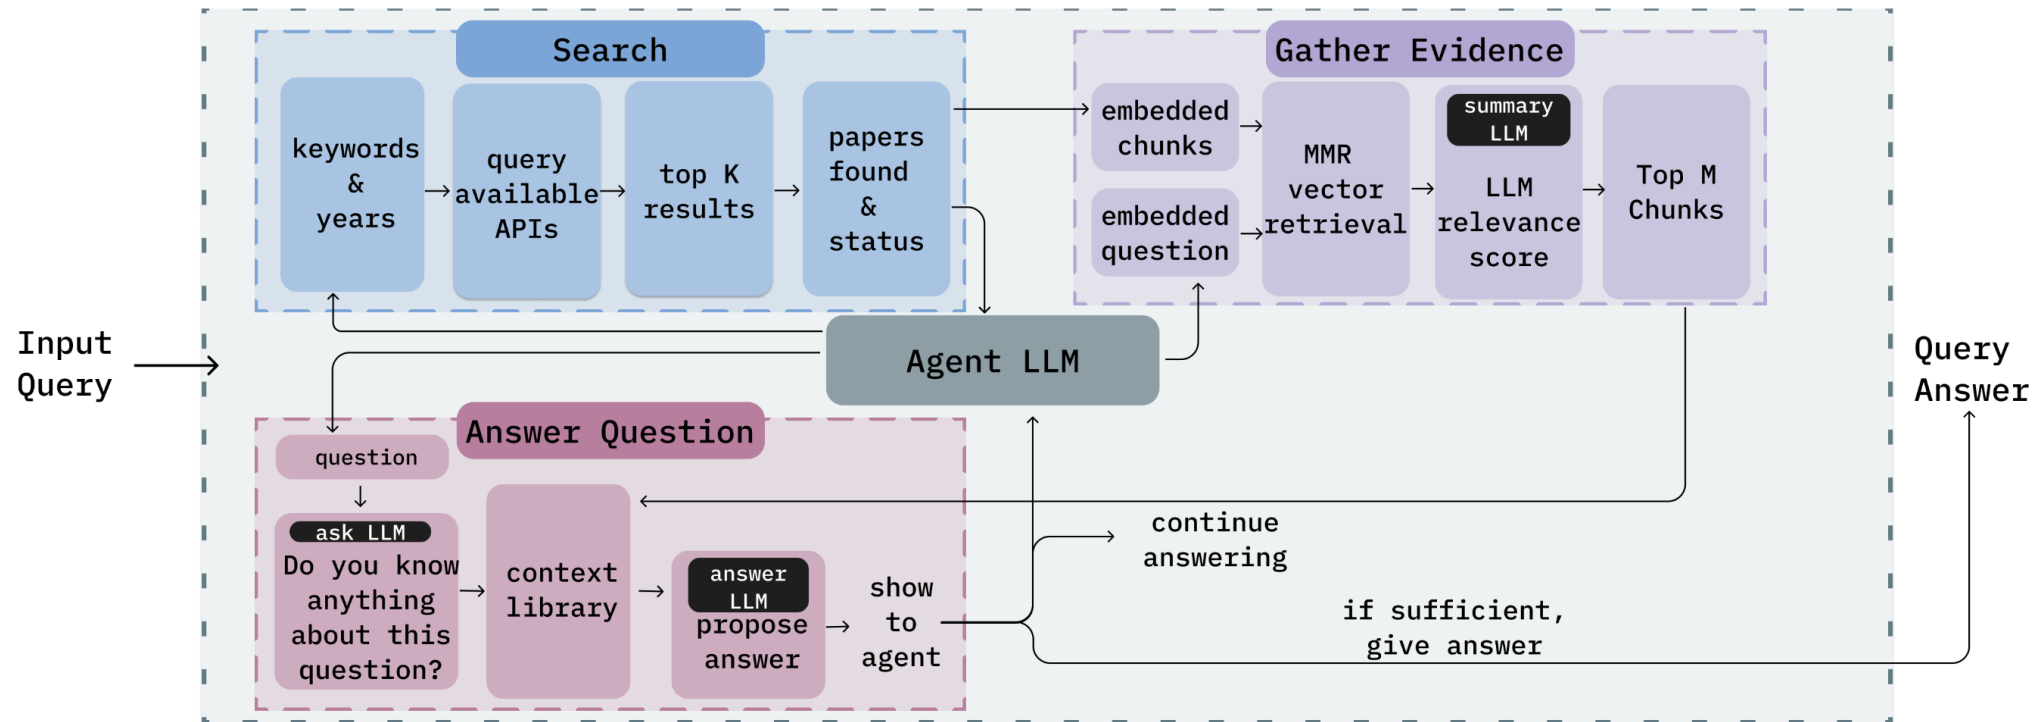 Input
Query
Search
keywords
&
years
query
available
APIs
top K
results
papers
found
&
status
Gather Evidence
embedded
chunks
embedded
question
MMR
vector
retrieval
summary
LLM
LLM
relevance
score
Top M
Chunks
Agent LLM
Answer Question
question
ask LLM
Do you know
anything
about this
question?
context
library
answer
LLM
propose
answer
show
to
agent
continue
answering
if sufficient,
give answer
Query
Answer